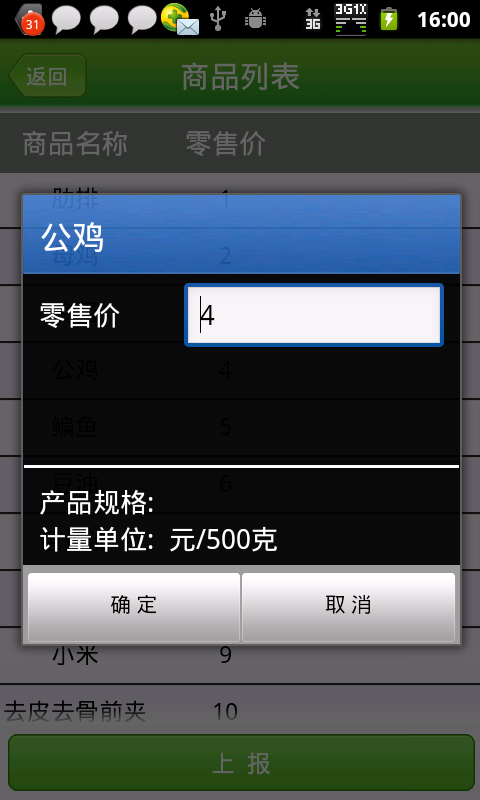 31 3G 3G1X 16:00
返回 商品列表
商品名称 零售价
肋排 1
母鸡 2
公鸡
零售价 4
公鸡 4
鳊鱼 5
豆油 6
产品规格:
计量单位: 元/500克
确定 取消
小米 9
去皮去骨前夹 10
上报